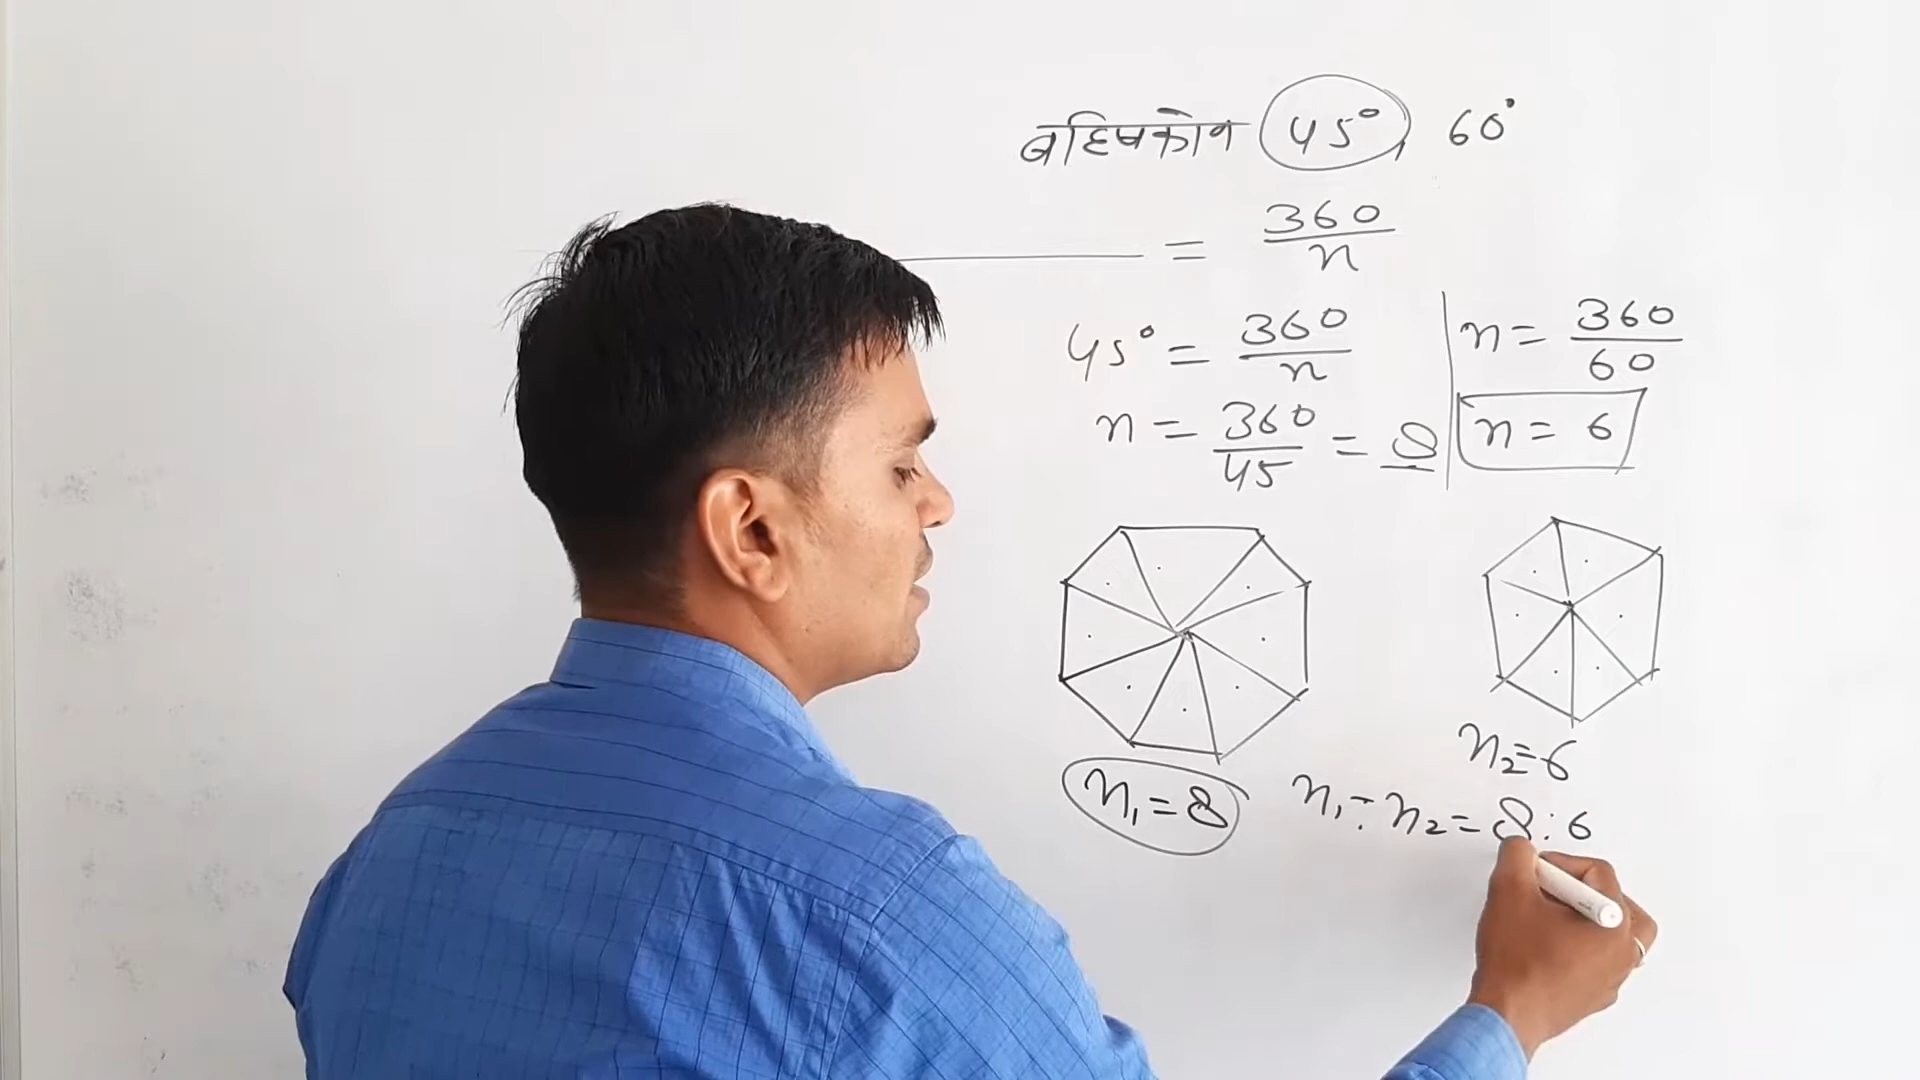 बहिष्कोण 45°, 60°
= 360/n
45° = 360/n
n = 360/45 = 8
n = 360/60
n = 6
n₂ = 6
n₁ = 8
n₁ : n₂ = 8 : 6